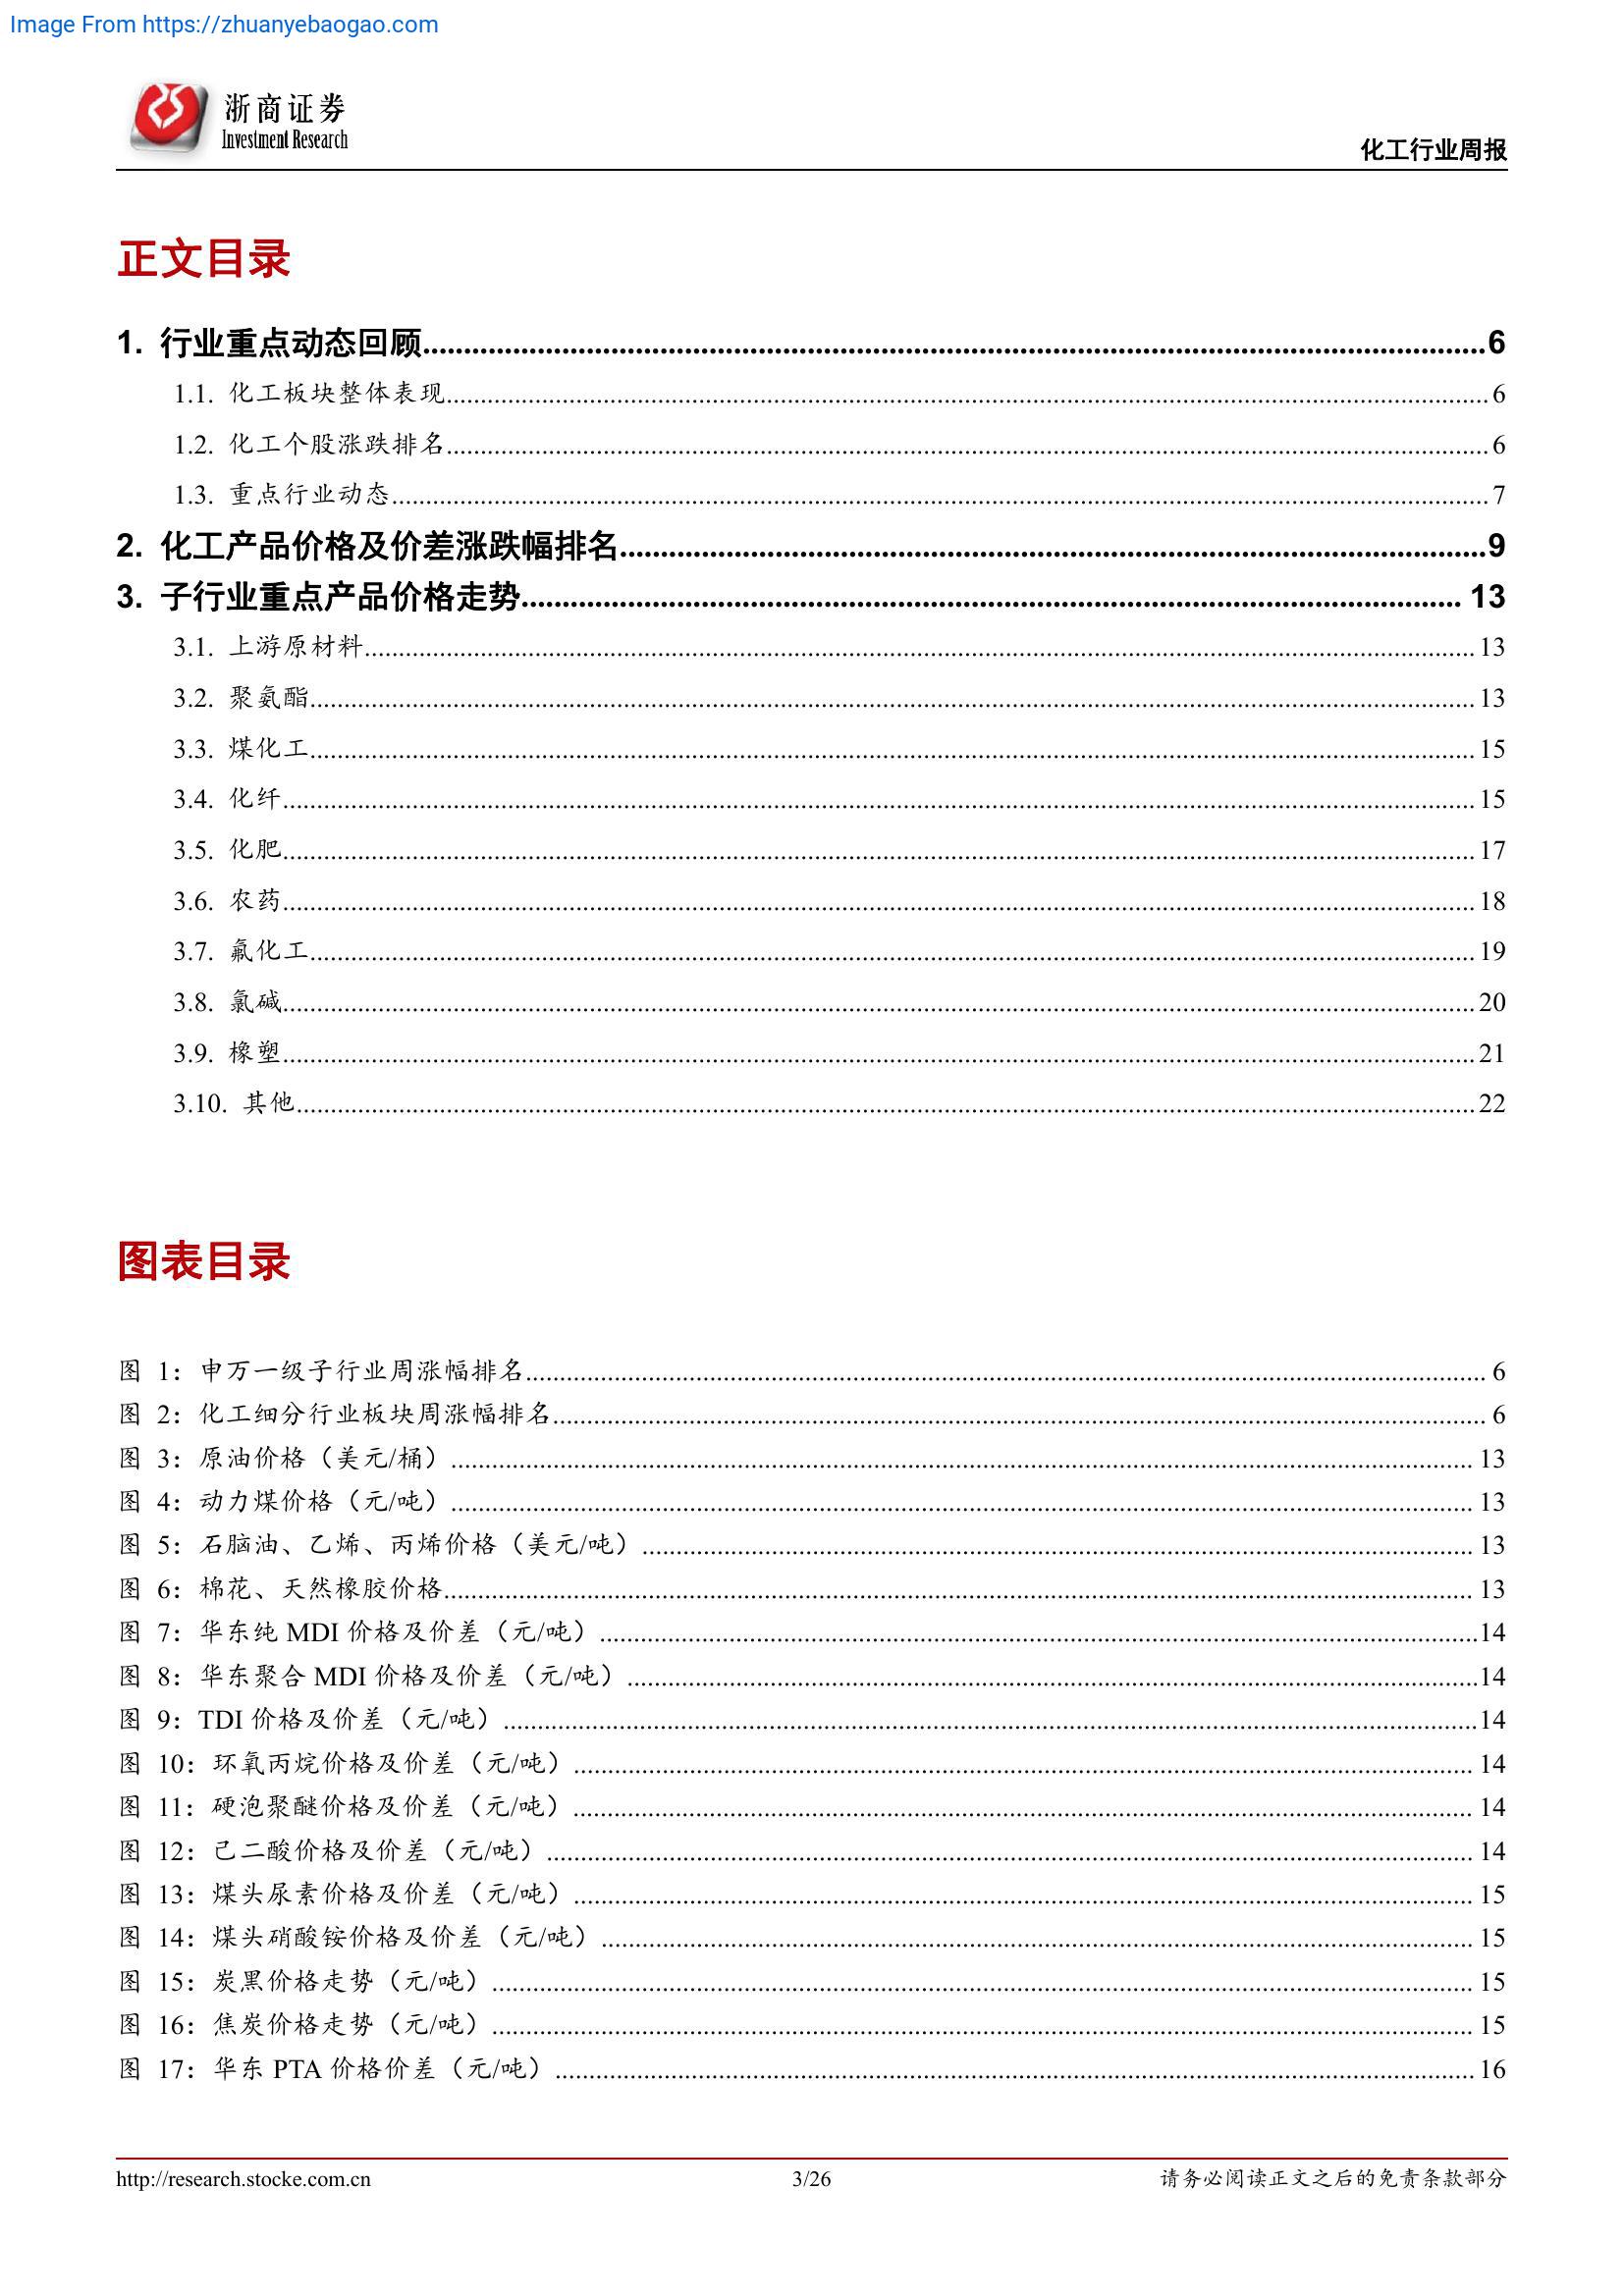 Image From https://zhuanyebaogao.com
浙商证券
Investment Research
化工行业周报
正文目录
1. 行业重点动态回顾 6
1.1. 化工板块整体表现 6
1.2. 化工个股涨跌排名 6
1.3. 重点行业动态 7
2. 化工产品价格及价差涨跌幅排名 9
3. 子行业重点产品价格走势 13
3.1. 上游原材料 13
3.2. 聚氨酯 13
3.3. 煤化工 15
3.4. 化纤 15
3.5. 化肥 17
3.6. 农药 18
3.7. 氟化工 19
3.8. 氯碱 20
3.9. 橡塑 21
3.10. 其他 22
图表目录
图 1：申万一级子行业周涨幅排名 6
图 2：化工细分行业板块周涨幅排名 6
图 3：原油价格（美元/桶） 13
图 4：动力煤价格（元/吨） 13
图 5：石脑油、乙烯、丙烯价格（美元/吨） 13
图 6：棉花、天然橡胶价格 13
图 7：华东纯 MDI 价格及价差（元/吨） 14
图 8：华东聚合 MDI 价格及价差（元/吨） 14
图 9：TDI 价格及价差（元/吨） 14
图 10：环氧丙烷价格及价差（元/吨） 14
图 11：硬泡聚醚价格及价差（元/吨） 14
图 12：己二酸价格及价差（元/吨） 14
图 13：煤头尿素价格及价差（元/吨） 15
图 14：煤头硝酸铵价格及价差（元/吨） 15
图 15：炭黑价格走势（元/吨） 15
图 16：焦炭价格走势（元/吨） 15
图 17：华东 PTA 价格价差（元/吨） 16
http://research.stocke.com.cn
3/26
请务必阅读正文之后的免责条款部分